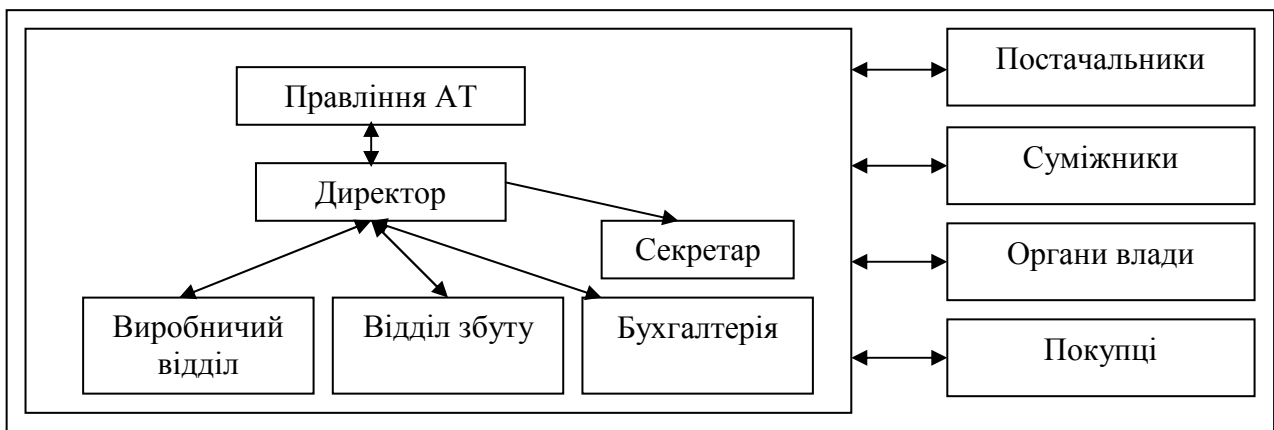 Правління АТ
Директор
Секретар
Виробничий
відділ
Відділ збуту
Бухгалтерія
Постачальники
Суміжники
Органи влади
Покупці